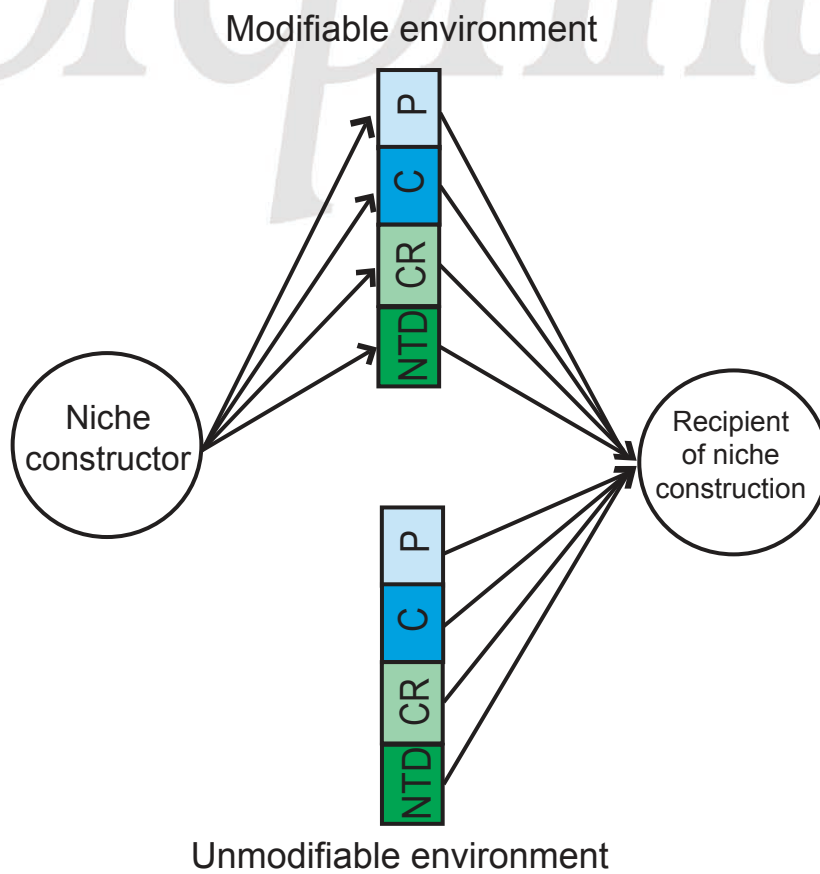 Modifiable environment
P
C
CR
NTD
Niche
constructor
Recipient
of niche
construction
P
C
CR
NTD
Unmodifiable environment